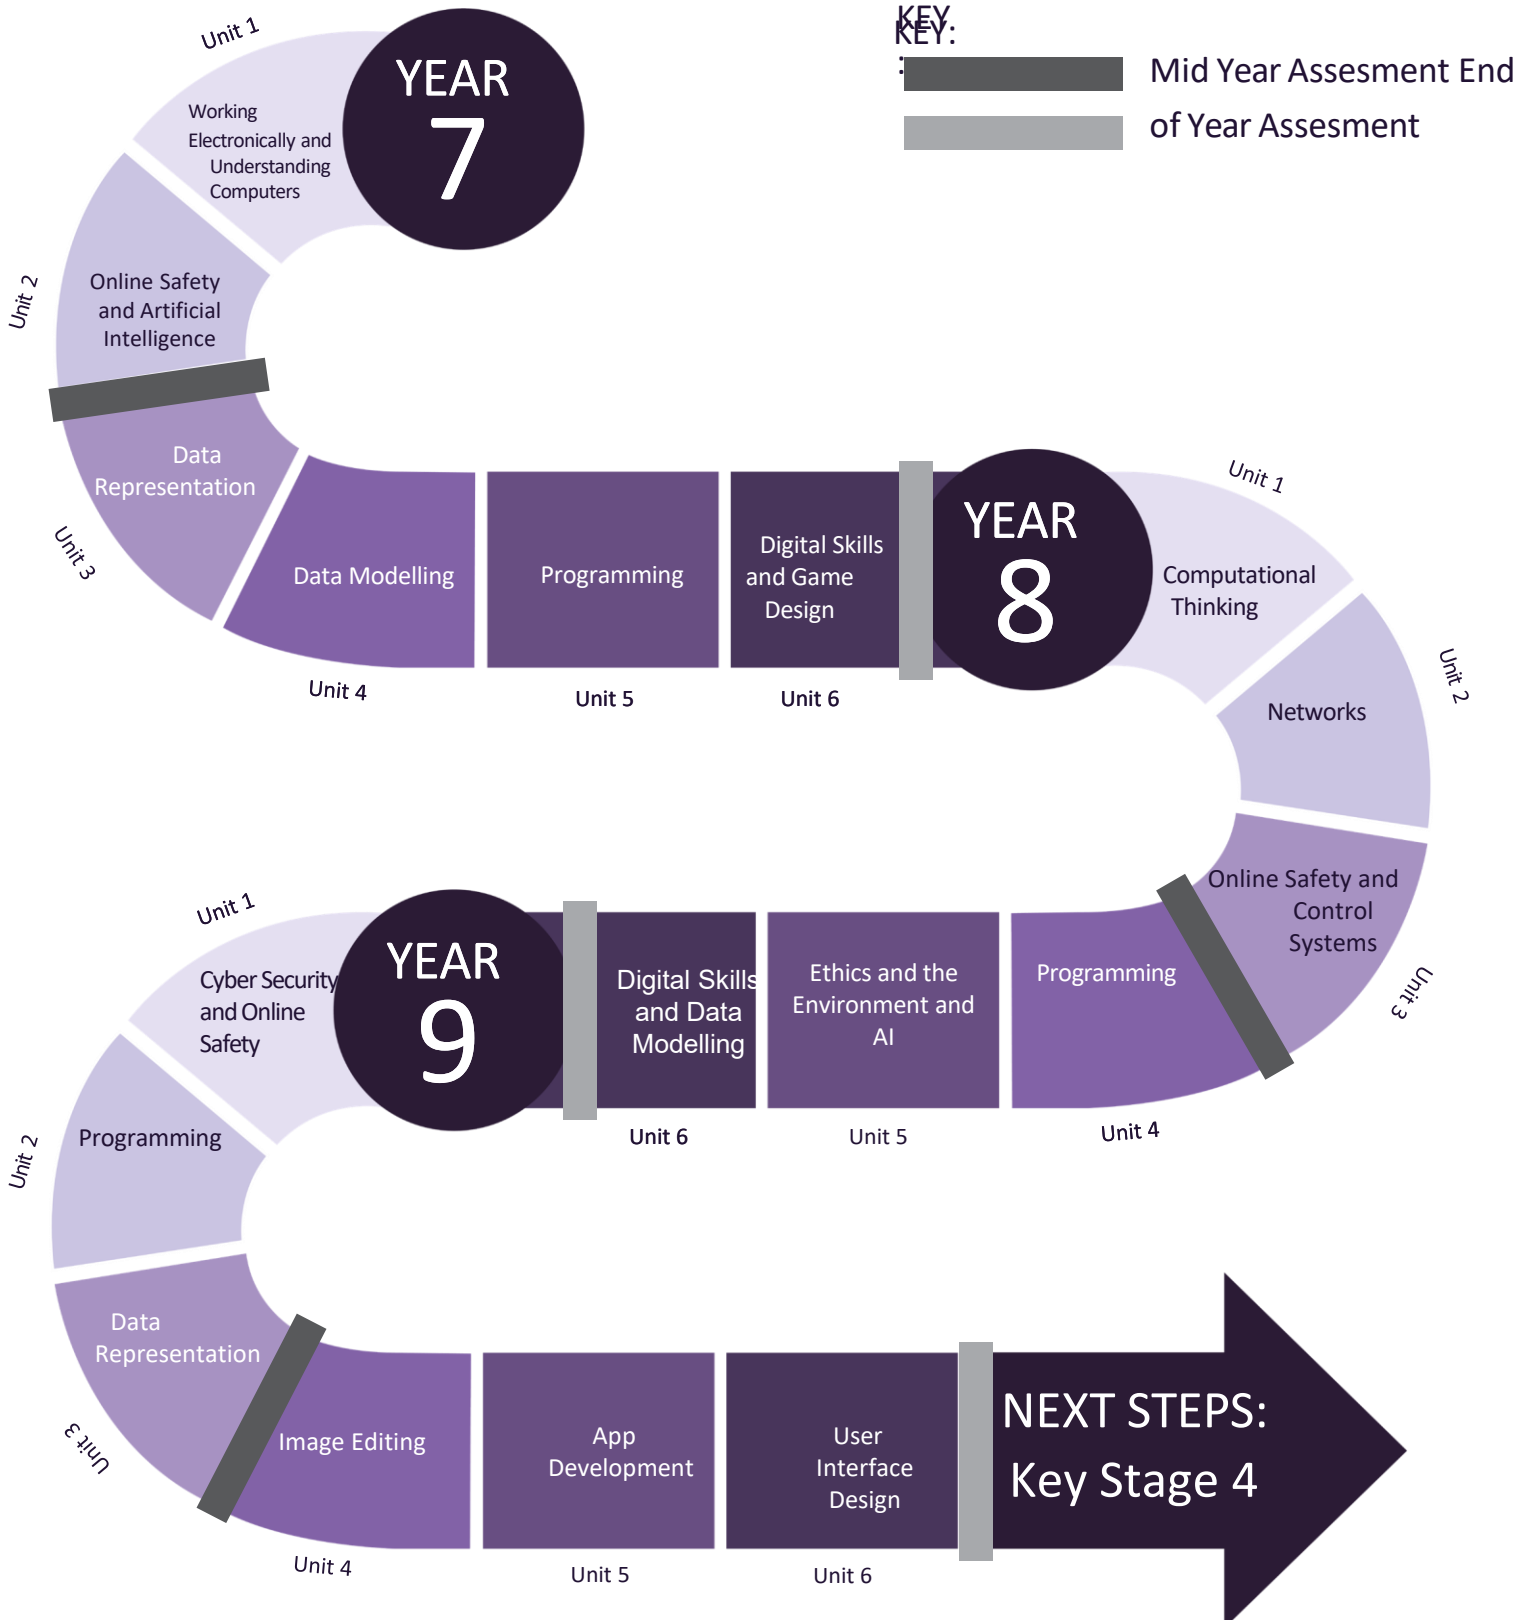 KEY
KEY:
:
Mid Year Assesment End
of Year Assesment
YEAR
7
Unit 1
Working
Electronically and
Understanding
Computers
Unit 2
Online Safety
and Artificial
Intelligence
Unit 3
Data
Representation
Unit 4
Data Modelling
Unit 5
Programming
Unit 6
Digital Skills
and Game
Design
YEAR
8
Unit 1
Computational
Thinking
Unit 2
Networks
Unit 3
Online Safety and
Control
Systems
Unit 4
Programming
Unit 5
Ethics and the
Environment and
AI
Unit 6
Digital Skills
and Data
Modelling
YEAR
9
Unit 1
Cyber Security
and Online
Safety
Unit 2
Programming
Unit 3
Data
Representation
Unit 4
Image Editing
Unit 5
App
Development
Unit 6
User
Interface
Design
NEXT STEPS:
Key Stage 4